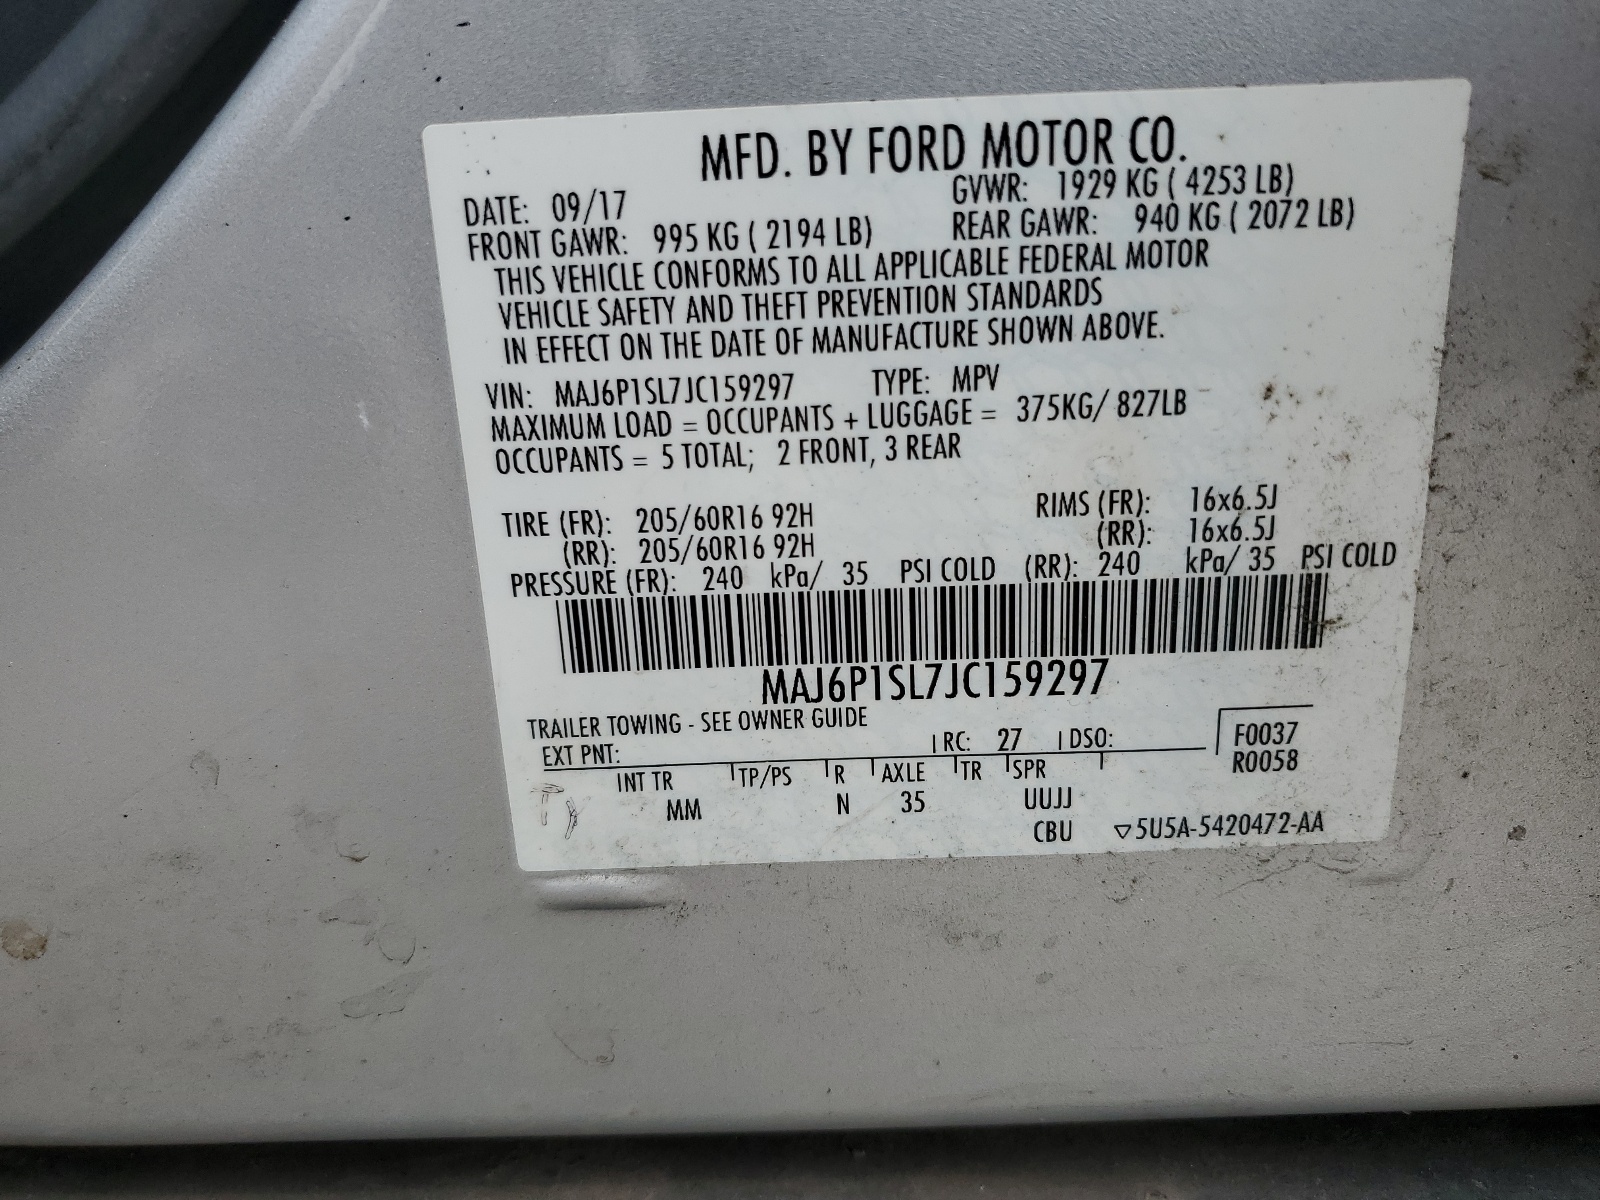 MFD. BY FORD MOTOR CO.
DATE: 09/17 GVWR: 1929 KG ( 4253 LB)
FRONT GAWR: 995 KG ( 2194 LB) REAR GAWR: 940 KG ( 2072 LB)
THIS VEHICLE CONFORMS TO ALL APPLICABLE FEDERAL MOTOR
VEHICLE SAFETY AND THEFT PREVENTION STANDARDS
IN EFFECT ON THE DATE OF MANUFACTURE SHOWN ABOVE.
VIN: MAJ6P1SL7JC159297 TYPE: MPV
MAXIMUM LOAD = OCCUPANTS + LUGGAGE = 375KG/ 827LB
OCCUPANTS = 5 TOTAL; 2 FRONT, 3 REAR
TIRE (FR): 205/60R16 92H RIMS (FR): 16x6.5J
(RR): 205/60R16 92H (RR): 16x6.5J
PRESSURE (FR): 240 kPa/ 35 PSI COLD (RR): 240 kPa/ 35 PSI COLD
MAJ6P1SL7JC159297
TRAILER TOWING - SEE OWNER GUIDE
EXT PNT: RC: 27 DSO: F0037
R0058
INT TR TP/PS R AXLE TR SPR
MM N 35 UUJJ
CBU ▽5U5A-5420472-AA